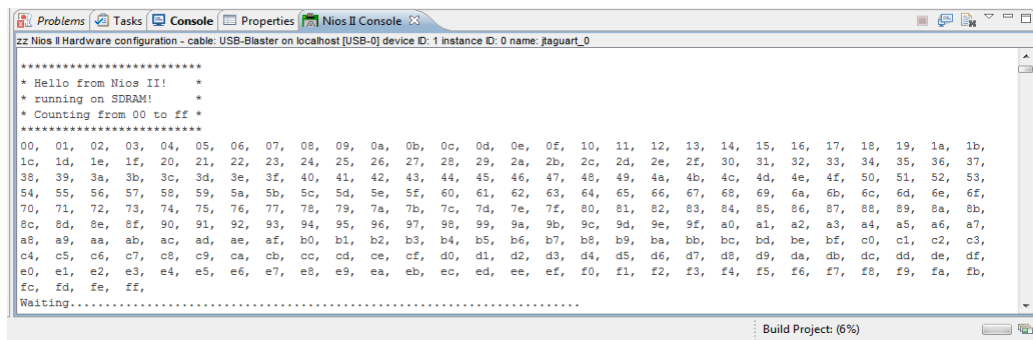 Problems Tasks Console Properties Nios II Console
zz Nios II Hardware configuration - cable: USB-Blaster on localhost [USB-0] device ID: 1 instance ID: 0 name: jtaguart_0
**************************
* Hello from Nios II!   *
* running on SDRAM!     *
* Counting from 00 to ff *
**************************
00, 01, 02, 03, 04, 05, 06, 07, 08, 09, 0a, 0b, 0c, 0d, 0e, 0f, 10, 11, 12, 13, 14, 15, 16, 17, 18, 19, 1a, 1b,
1c, 1d, 1e, 1f, 20, 21, 22, 23, 24, 25, 26, 27, 28, 29, 2a, 2b, 2c, 2d, 2e, 2f, 30, 31, 32, 33, 34, 35, 36, 37,
38, 39, 3a, 3b, 3c, 3d, 3e, 3f, 40, 41, 42, 43, 44, 45, 46, 47, 48, 49, 4a, 4b, 4c, 4d, 4e, 4f, 50, 51, 52, 53,
54, 55, 56, 57, 58, 59, 5a, 5b, 5c, 5d, 5e, 5f, 60, 61, 62, 63, 64, 65, 66, 67, 68, 69, 6a, 6b, 6c, 6d, 6e, 6f,
70, 71, 72, 73, 74, 75, 76, 77, 78, 79, 7a, 7b, 7c, 7d, 7e, 7f, 80, 81, 82, 83, 84, 85, 86, 87, 88, 89, 8a, 8b,
8c, 8d, 8e, 8f, 90, 91, 92, 93, 94, 95, 96, 97, 98, 99, 9a, 9b, 9c, 9d, 9e, 9f, a0, a1, a2, a3, a4, a5, a6, a7,
a8, a9, aa, ab, ac, ad, ae, af, b0, b1, b2, b3, b4, b5, b6, b7, b8, b9, ba, bb, bc, bd, be, bf, c0, c1, c2, c3,
c4, c5, c6, c7, c8, c9, ca, cb, cc, cd, ce, cf, d0, d1, d2, d3, d4, d5, d6, d7, d8, d9, da, db, dc, dd, de, df,
e0, e1, e2, e3, e4, e5, e6, e7, e8, e9, ea, eb, ec, ed, ee, ef, f0, f1, f2, f3, f4, f5, f6, f7, f8, f9, fa, fb,
fc, fd, fe, ff,
Waiting.........................................................................
Build Project: (6%)